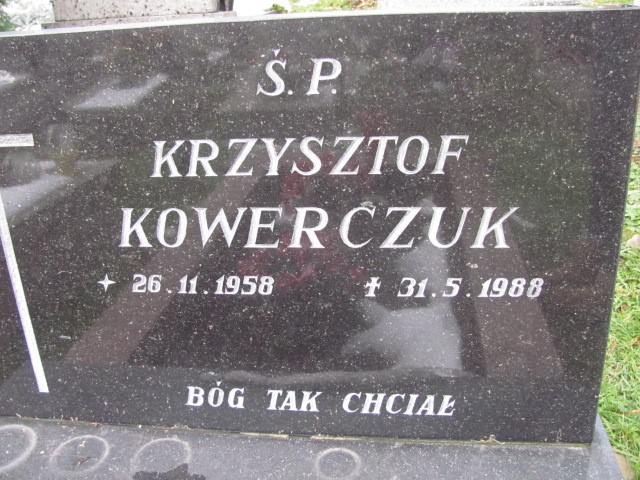 Ś.P.
KRZYSZTOF
KOWERCZUK
✦ 26.11.1958 ✝ 31.5.1988
BÓG TAK CHCIAŁ